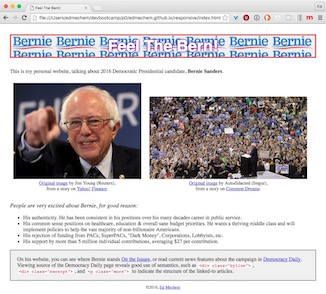 Feel The Bern!
file:///Users/edmechem/devbootcamp/p0/edmechem.github.io/responsive/index.html
Bernie Bernie Bernie Bernie Bernie Bernie Bernie
Feel The Bern!
Bernie Bernie Bernie Bernie Bernie Bernie Bernie
This is my personal website, talking about 2016 Democratic Presidential candidate, Bernie Sanders.
Original image by Jim Young (Reuters),
from a story on Yahoo! Finance.
Original image by AuroInfacted (Imgur),
from a story on Common Dreams.
People are very excited about Bernie, for good reason:
His authenticity. He has been consistent in his positions over his many decades career in public service.
His common sense positions on healthcare, education & overall sane budget priorities. He wants a thriving middle class and will
implement policies to help the vast majority of non-billionaire Americans.
His rejection of funding from PACs, SuperPACs, "Dark Money", Corporations, Lobbyists, etc.
His support by more than 5 million individual contributions, averaging $27 per contribution.
On his website, you can see where Bernie Stands On the Issues, or read current news features about the campaign in Democracy Daily.
Viewing source of the Democracy Daily page reveals good use of semantics, such as <div class="byline">,
<div class="excerpt">, and <p class="more"> to indicate the structure of the linked-to articles.
©2016, Ed Mechem